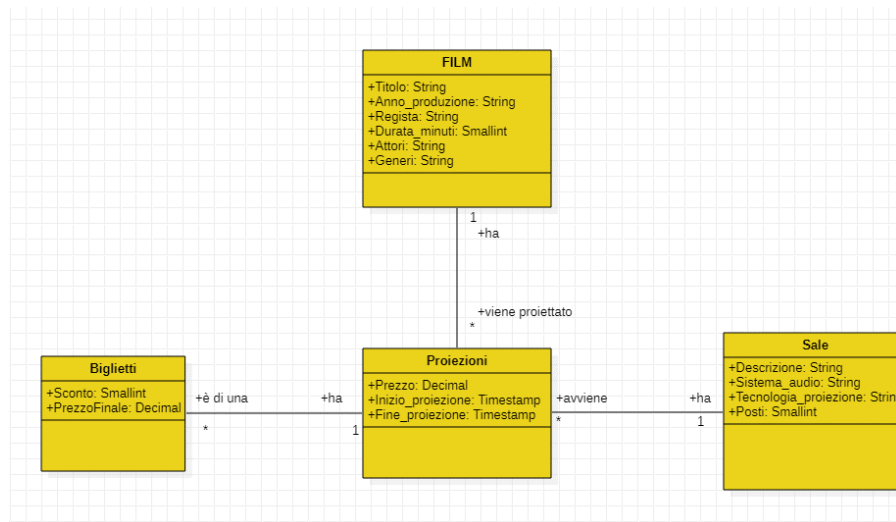 FILM
+Titolo: String
+Anno_produzione: String
+Regista: String
+Durata_minuti: Smallint
+Attori: String
+Generi: String
1
+ha
+viene proiettato
*
Biglietti
+Sconto: Smallint
+PrezzoFinale: Decimal
+è di una
*
+ha
1
Proiezioni
+Prezzo: Decimal
+Inizio_proiezione: Timestamp
+Fine_proiezione: Timestamp
+avviene
*
+ha
1
Sale
+Descrizione: String
+Sistema_audio: String
+Tecnologia_proiezione: Strin
+Posti: Smallint